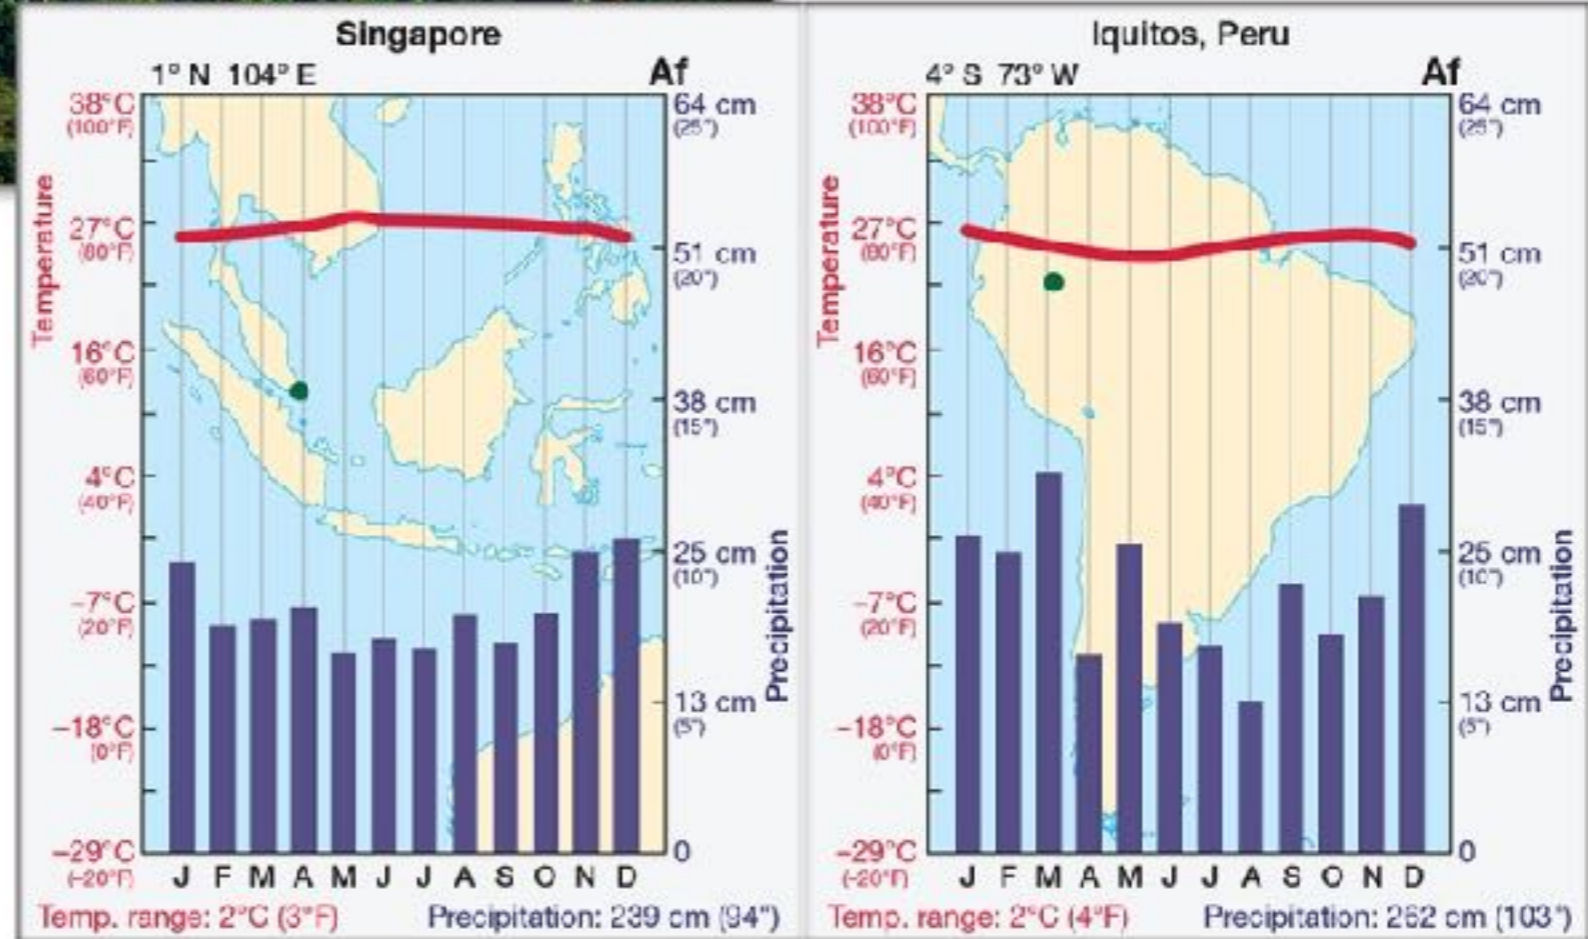 Singapore
1° N 104° E Af
38°C
(100°F)
27°C
(80°F)
16°C
(60°F)
4°C
(40°F)
–7°C
(20°F)
–18°C
(0°F)
–29°C
(–20°F)
Temperature
64 cm
(25")
51 cm
(20")
38 cm
(15")
25 cm
(10")
13 cm
(5")
0
Precipitation
J F M A M J J A S O N D
Temp. range: 2°C (3°F) Precipitation: 239 cm (94")
Iquitos, Peru
4° S 73° W Af
38°C
(100°F)
27°C
(80°F)
16°C
(60°F)
4°C
(40°F)
–7°C
(20°F)
–18°C
(0°F)
–29°C
(–20°F)
Temperature
64 cm
(25")
51 cm
(20")
38 cm
(15")
25 cm
(10")
13 cm
(5")
0
Precipitation
J F M A M J J A S O N D
Temp. range: 2°C (4°F) Precipitation: 262 cm (103")